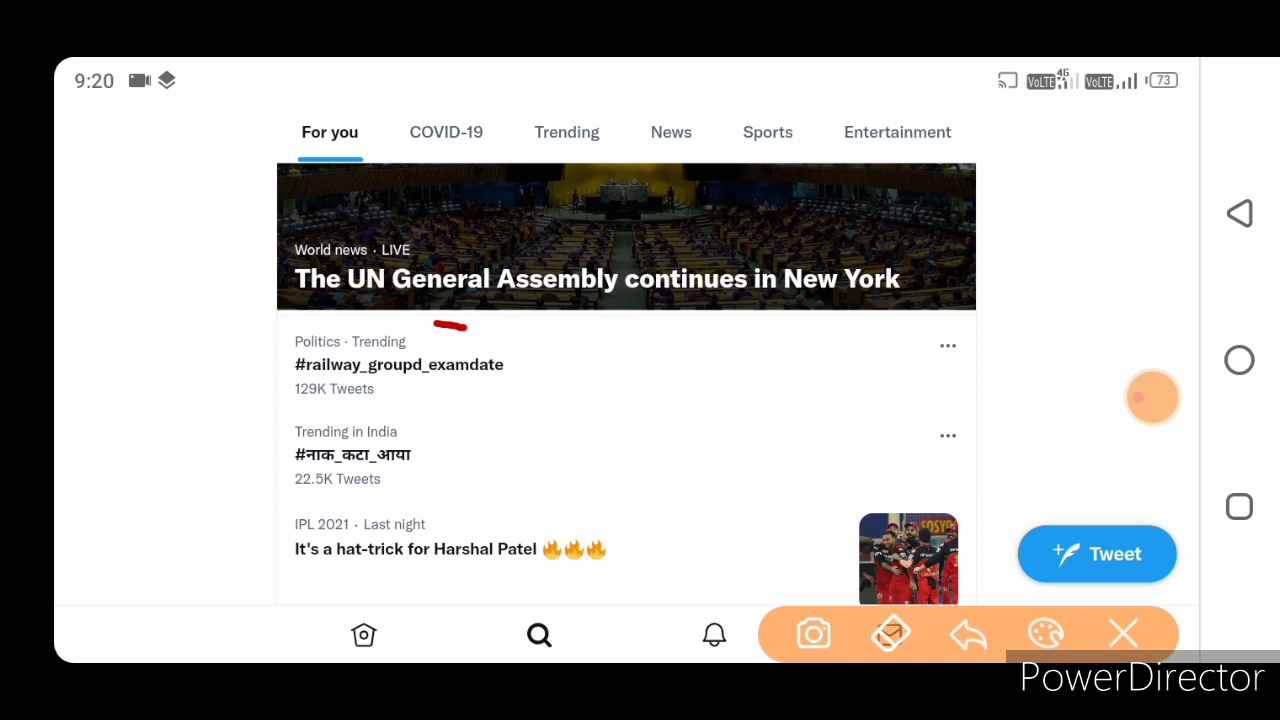 9:20
VoLTE 4G VoLTE 73
For you COVID-19 Trending News Sports Entertainment
World news · LIVE
The UN General Assembly continues in New York
Politics · Trending
#railway_groupd_examdate
129K Tweets
Trending in India
#नाक_कटा_आया
22.5K Tweets
IPL 2021 · Last night
It's a hat-trick for Harshal Patel 🔥🔥🔥
SOSYO
Tweet
PowerDirector